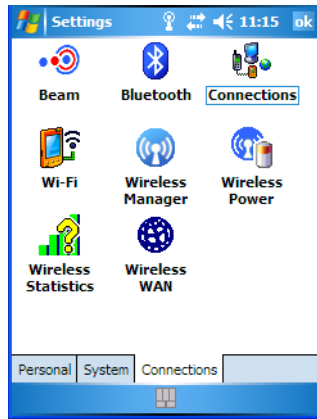 Settings 11:15 ok
Beam Bluetooth Connections
Wi-Fi Wireless Manager Wireless Power
Wireless Statistics Wireless WAN
Personal System Connections